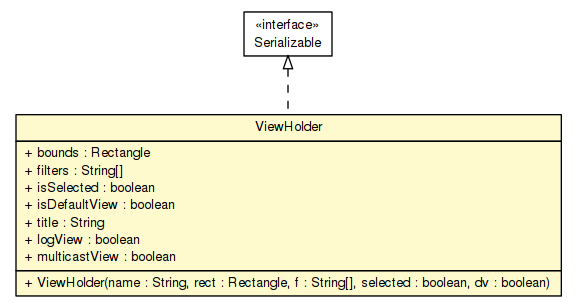 «interface»
Serializable
ViewHolder
+ bounds : Rectangle
+ filters : String[]
+ isSelected : boolean
+ isDefaultView : boolean
+ title : String
+ logView : boolean
+ multicastView : boolean
+ ViewHolder(name : String, rect : Rectangle, f : String[], selected : boolean, dv : boolean)